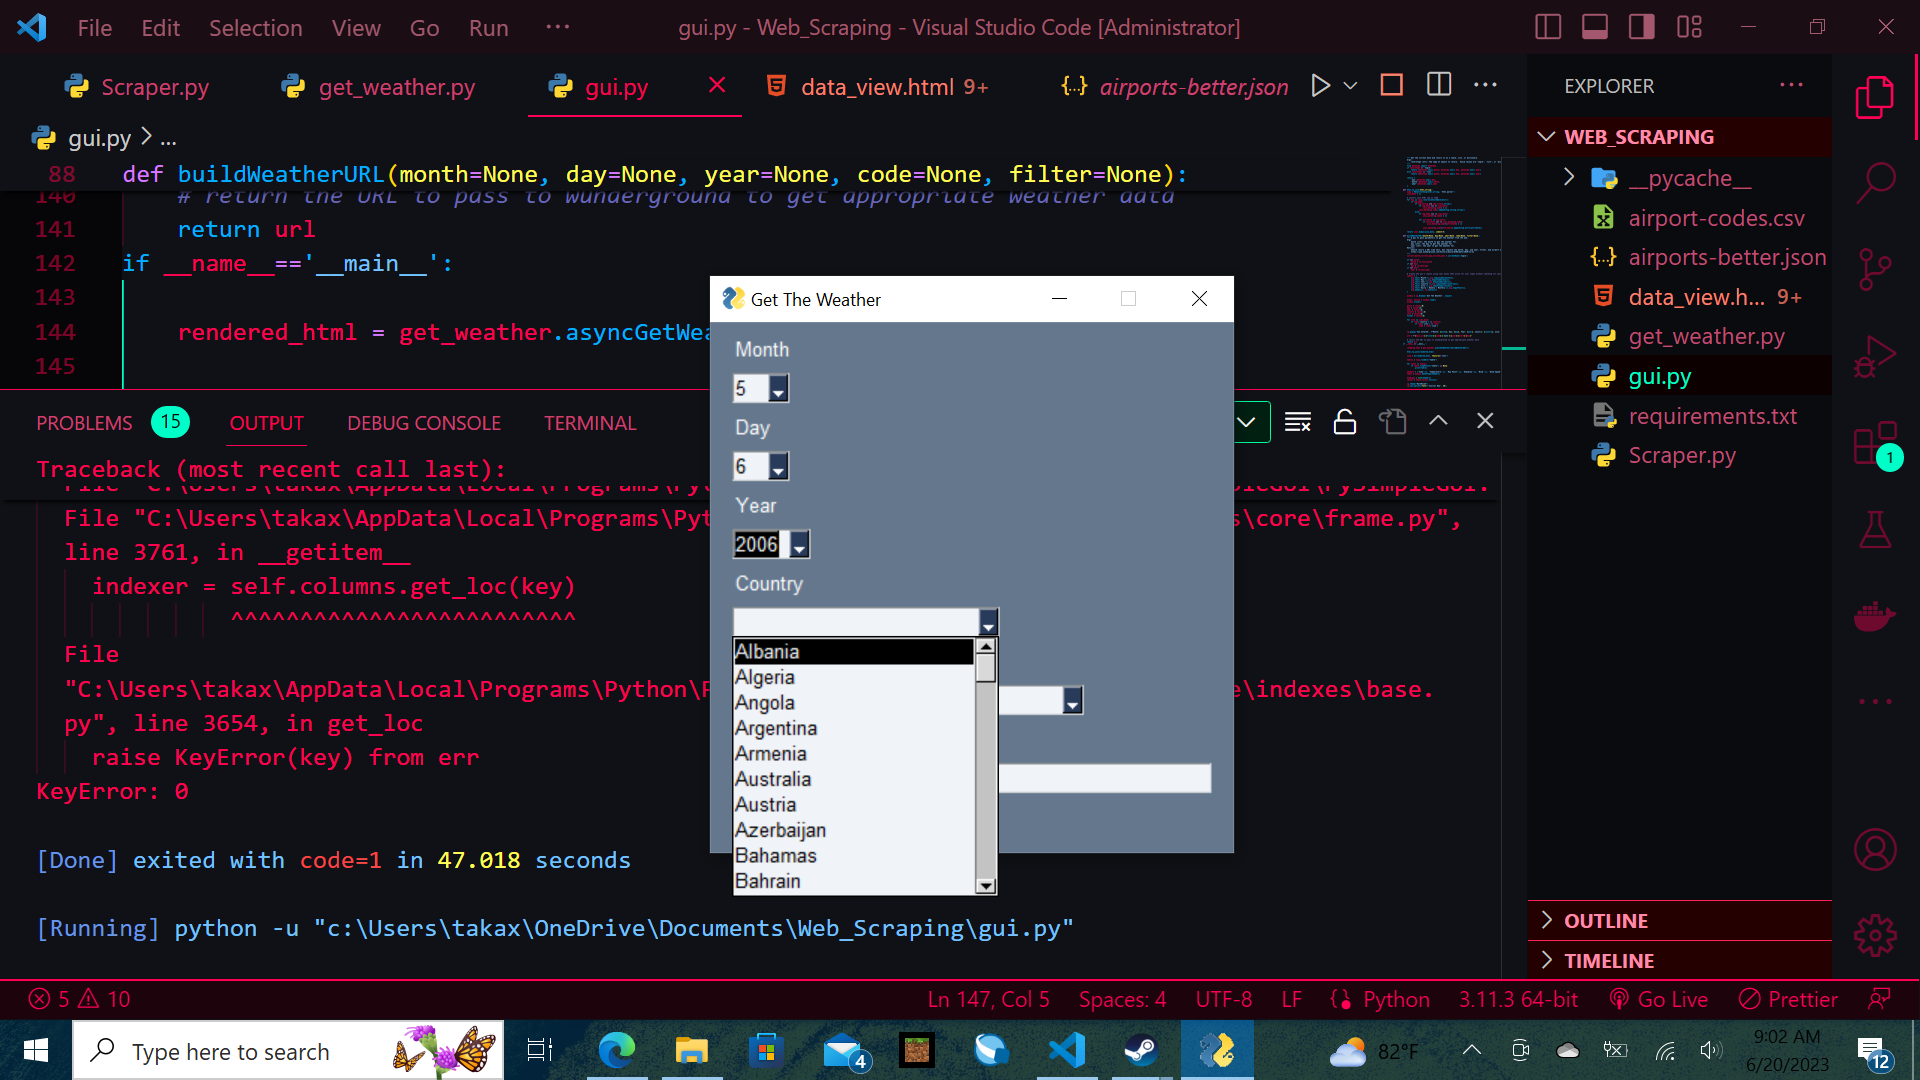 File Edit Selection View Go Run ···
gui.py - Web_Scraping - Visual Studio Code [Administrator]
Scraper.py
get_weather.py
gui.py
data_view.html 9+
airports-better.json
gui.py > ...
88 def buildWeatherURL(month=None, day=None, year=None, code=None, filter=None):
140 # return the URL to pass to wunderground to get appropriate weather data
141 return url
142 if __name__=='__main__':
143
144 rendered_html = get_weather.asyncGetWea
145
PROBLEMS 15 OUTPUT DEBUG CONSOLE TERMINAL
Traceback (most recent call last):
File "C:\Users\takax\AppData\Local\Programs\Pyt
s\core\frame.py",
line 3761, in __getitem__
indexer = self.columns.get_loc(key)
^^^^^^^^^^^^^^^^^^^^^^^^^
File
"C:\Users\takax\AppData\Local\Programs\Python\P
e\indexes\base.
py", line 3654, in get_loc
raise KeyError(key) from err
KeyError: 0
[Done] exited with code=1 in 47.018 seconds
[Running] python -u "c:\Users\takax\OneDrive\Documents\Web_Scraping\gui.py"
Get The Weather
Month
5
Day
6
Year
2006
Country
Albania
Algeria
Angola
Argentina
Armenia
Australia
Austria
Azerbaijan
Bahamas
Bahrain
EXPLORER ···
WEB_SCRAPING
__pycache__
airport-codes.csv
airports-better.json
data_view.h... 9+
get_weather.py
gui.py
requirements.txt
Scraper.py
OUTLINE
TIMELINE
1
5 10
Ln 147, Col 5 Spaces: 4 UTF-8 LF Python 3.11.3 64-bit Go Live Prettier
Type here to search
4
82°F
9:02 AM
6/20/2023
12